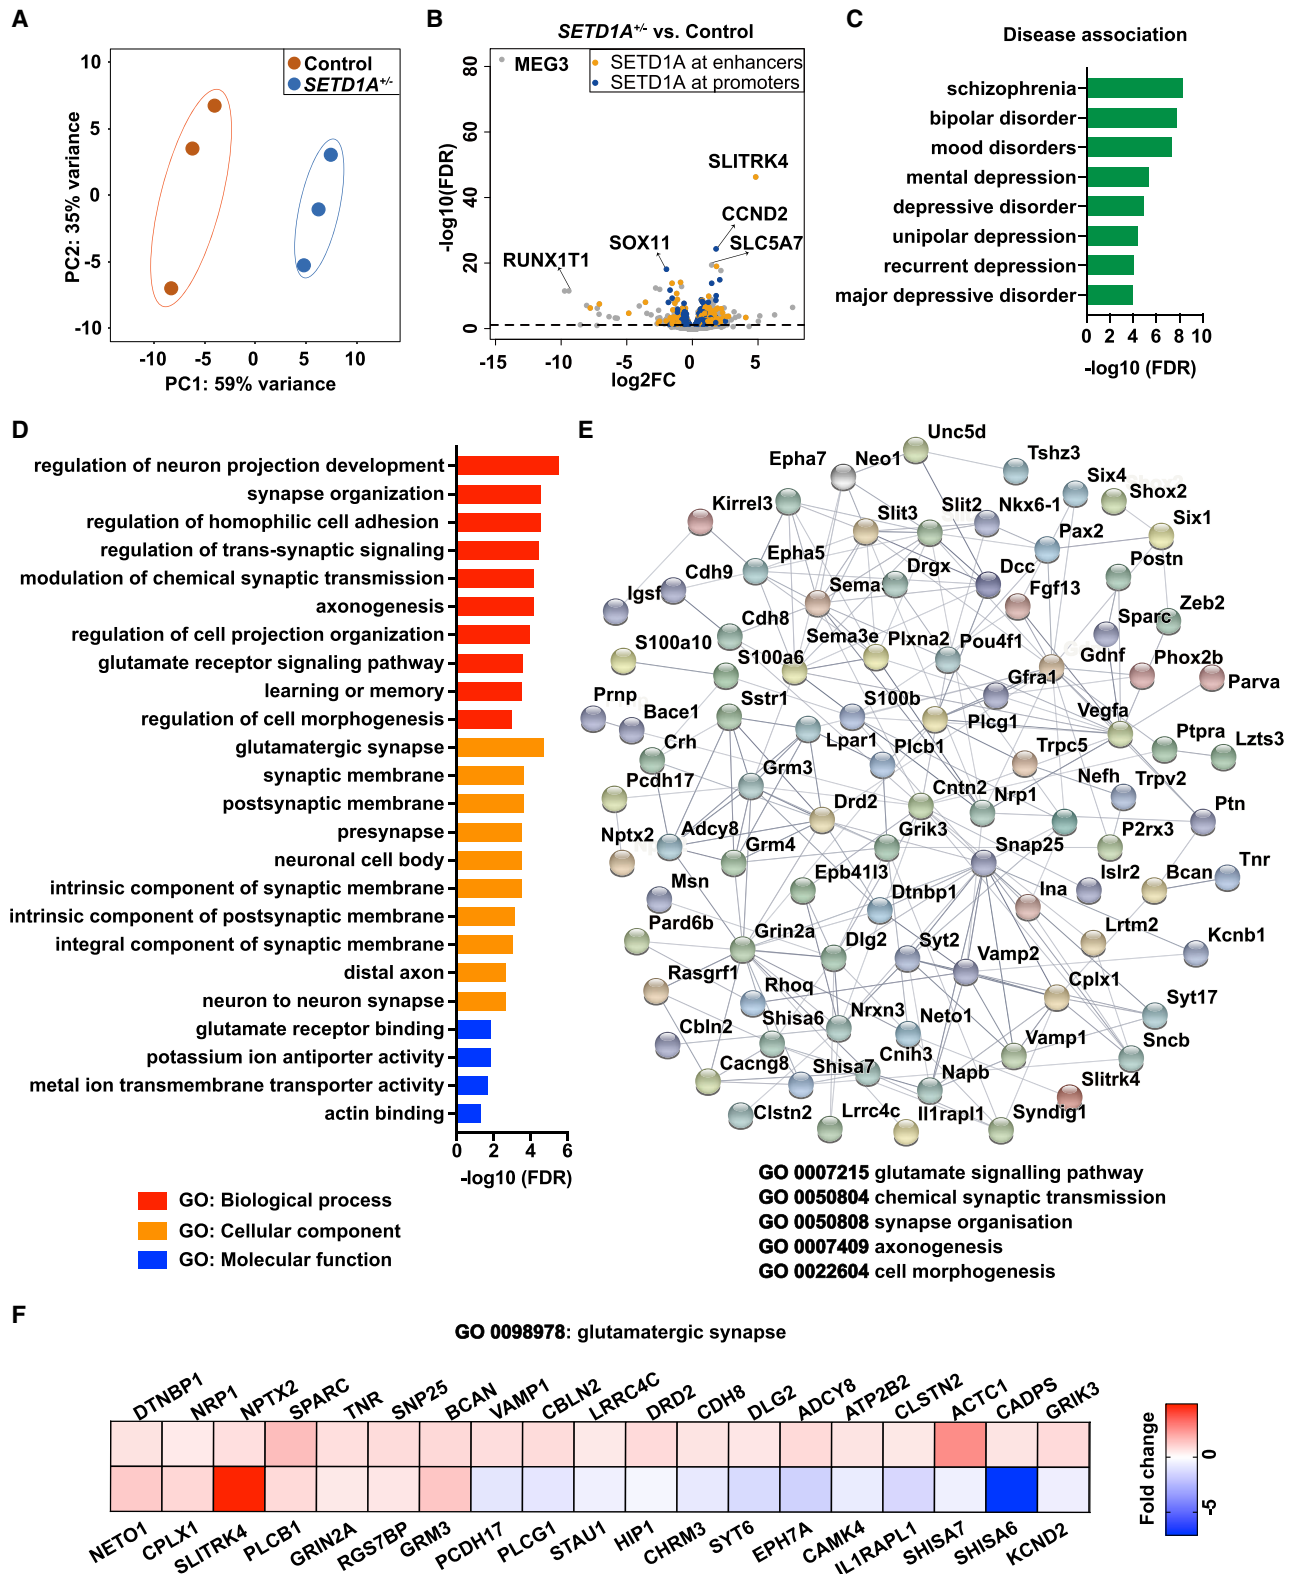 A
Control
SETD1A+/-
10
5
0
-5
-10
PC2: 35% variance
-10
-5
0
5
10
PC1: 59% variance
B
SETD1A+/- vs. Control
MEG3
SETD1A at enhancers
SETD1A at promoters
80
60
40
20
0
-log10(FDR)
SLITRK4
CCND2
SOX11
SLC5A7
RUNX1T1
-15
-10
-5
0
5
log2FC
C
Disease association
schizophrenia
bipolar disorder
mood disorders
mental depression
depressive disorder
unipolar depression
recurrent depression
major depressive disorder
0 2 4 6 8 10
-log10 (FDR)
D
regulation of neuron projection development
synapse organization
regulation of homophilic cell adhesion
regulation of trans-synaptic signaling
modulation of chemical synaptic transmission
axonogenesis
regulation of cell projection organization
glutamate receptor signaling pathway
learning or memory
regulation of cell morphogenesis
glutamatergic synapse
synaptic membrane
postsynaptic membrane
presynapse
neuronal cell body
intrinsic component of synaptic membrane
intrinsic component of postsynaptic membrane
integral component of synaptic membrane
distal axon
neuron to neuron synapse
glutamate receptor binding
potassium ion antiporter activity
metal ion transmembrane transporter activity
actin binding
0 2 4 6
-log10 (FDR)
GO: Biological process
GO: Cellular component
GO: Molecular function
E
Unc5d
Tshz3
Epha7
Neo1
Six4
Shox2
Kirrel3
Slit3
Slit2
Nkx6-1
Six1
Pax2
Epha5
Drgx
Dcc
Postn
Cdh9
Igsf
Sema
Fgf13
Zeb2
Cdh8
Sparc
S100a10
Sema3e
Plxna2
Pou4f1
Gdnf
S100a6
Phox2b
Gfra1
Parva
Prnp
Sstr1
S100b
Bace1
Plcg1
Vegfa
Crh
Lpar1
Plcb1
Trpc5
Ptpra
Lzts3
Pcdh17
Grm3
Cntn2
Nrp1
Nefh
Trpv2
Drd2
Ptn
Nptx2
Adcy8
Grik3
P2rx3
Grm4
Snap25
Msn
Epb41l3
Dtnbp1
Ina
Islr2
Bcan
Tnr
Pard6b
Grin2a
Dlg2
Syt2
Vamp2
Lrtm2
Kcnb1
Rasgrf1
Rhoq
Cplx1
Syt17
Cbln2
Shisa6
Nrxn3
Neto1
Vamp1
Sncb
Cacng8
Shisa7
Cnih3
Napb
Slitrk4
Clstn2
Lrrc4c
Il1rapl1
Syndig1
GO 0007215 glutamate signalling pathway
GO 0050804 chemical synaptic transmission
GO 0050808 synapse organisation
GO 0007409 axonogenesis
GO 0022604 cell morphogenesis
F
GO 0098978: glutamatergic synapse
DTNBP1 NRP1 NPTX2 SPARC TNR SNP25 BCAN VAMP1 CBLN2 LRRC4C DRD2 CDH8 DLG2 ADCY8 ATP2B2 CLSTN2 ACTC1 CADPS GRIK3
NETO1 CPLX1 SLITRK4 PLCB1 GRIN2A RGS7BP GRM3 PCDH17 PLCG1 STAU1 HIP1 CHRM3 SYT6 EPH7A CAMK4 IL1RAPL1 SHISA7 SHISA6 KCND2
Fold change
0
-5